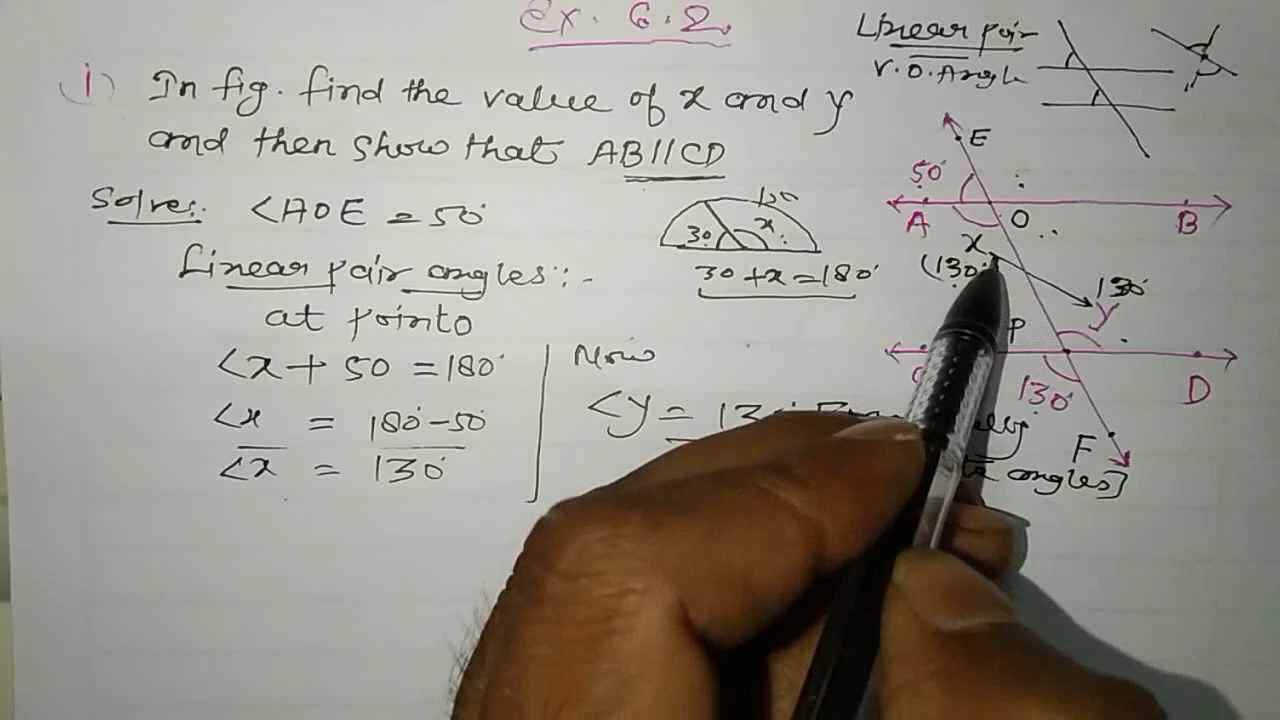 Ex. 6.2.
i) In fig. find the value of x and y
and then show that AB//CD
Solve:. <AOE = 50°
Linear pair angles:-
at point o
<x + 50 = 180°
<x = 180° - 50°
<x = 130°
Now
<y = 130°
angles]
30 x
130
30 + x = 180°
Linear pair
V.O.Angle
E
50°
A O B
x
(130°
130°
y
P
130° D
F